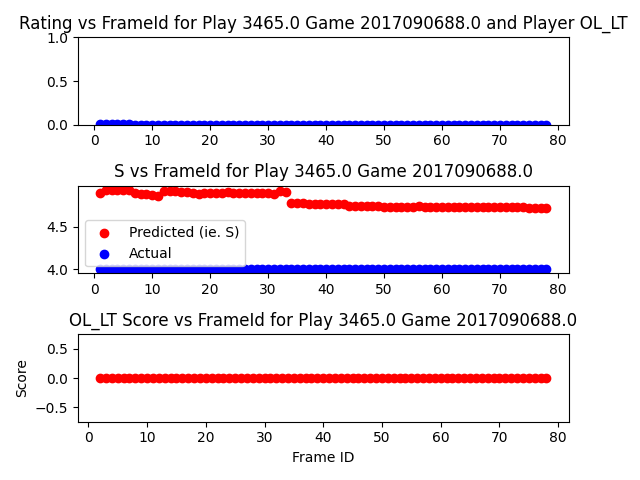 Rating vs FrameId for Play 3465.0 Game 2017090688.0 and Player OL_LT
1.0
0.5
0.0
0 10 20 30 40 50 60 70 80
S vs FrameId for Play 3465.0 Game 2017090688.0
4.5
4.0
Predicted (ie. S)
Actual
0 10 20 30 40 50 60 70 80
OL_LT Score vs FrameId for Play 3465.0 Game 2017090688.0
Score
0.5
0.0
−0.5
0 10 20 30 40 50 60 70 80
Frame ID